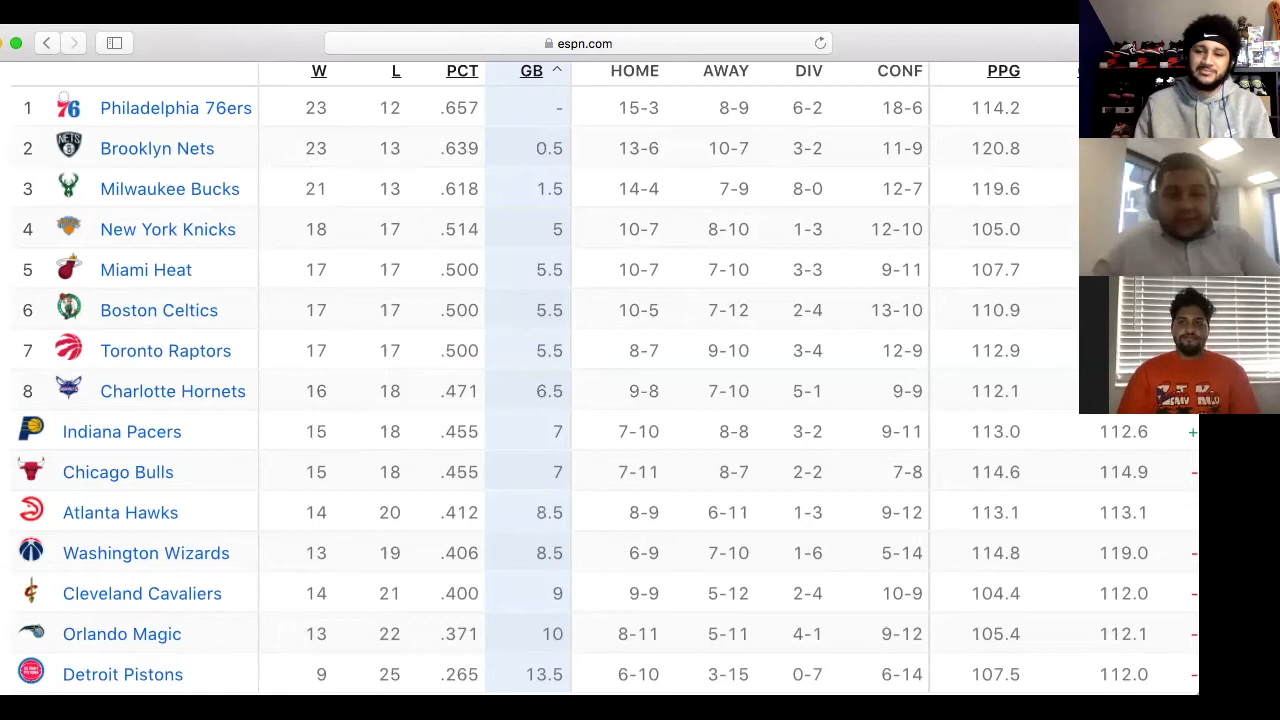 espn.com
W L PCT GB HOME AWAY DIV CONF PPG
1 76 Philadelphia 76ers 23 12 .657 - 15-3 8-9 6-2 18-6 114.2
2 NETS Brooklyn Nets 23 13 .639 0.5 13-6 10-7 3-2 11-9 120.8
3 Milwaukee Bucks 21 13 .618 1.5 14-4 7-9 8-0 12-7 119.6
4 New York Knicks 18 17 .514 5 10-7 8-10 1-3 12-10 105.0
5 Miami Heat 17 17 .500 5.5 10-7 7-10 3-3 9-11 107.7
6 Boston Celtics 17 17 .500 5.5 10-5 7-12 2-4 13-10 110.9
7 Toronto Raptors 17 17 .500 5.5 8-7 9-10 3-4 12-9 112.9
8 Charlotte Hornets 16 18 .471 6.5 9-8 7-10 5-1 9-9 112.1
Indiana Pacers 15 18 .455 7 7-10 8-8 3-2 9-11 113.0 112.6 +
Chicago Bulls 15 18 .455 7 7-11 8-7 2-2 7-8 114.6 114.9 -
Atlanta Hawks 14 20 .412 8.5 8-9 6-11 1-3 9-12 113.1 113.1
Washington Wizards 13 19 .406 8.5 6-9 7-10 1-6 5-14 114.8 119.0 -
Cleveland Cavaliers 14 21 .400 9 9-9 5-12 2-4 10-9 104.4 112.0 -
Orlando Magic 13 22 .371 10 8-11 5-11 4-1 9-12 105.4 112.1 -
Detroit Pistons 9 25 .265 13.5 6-10 3-15 0-7 6-14 107.5 112.0 -